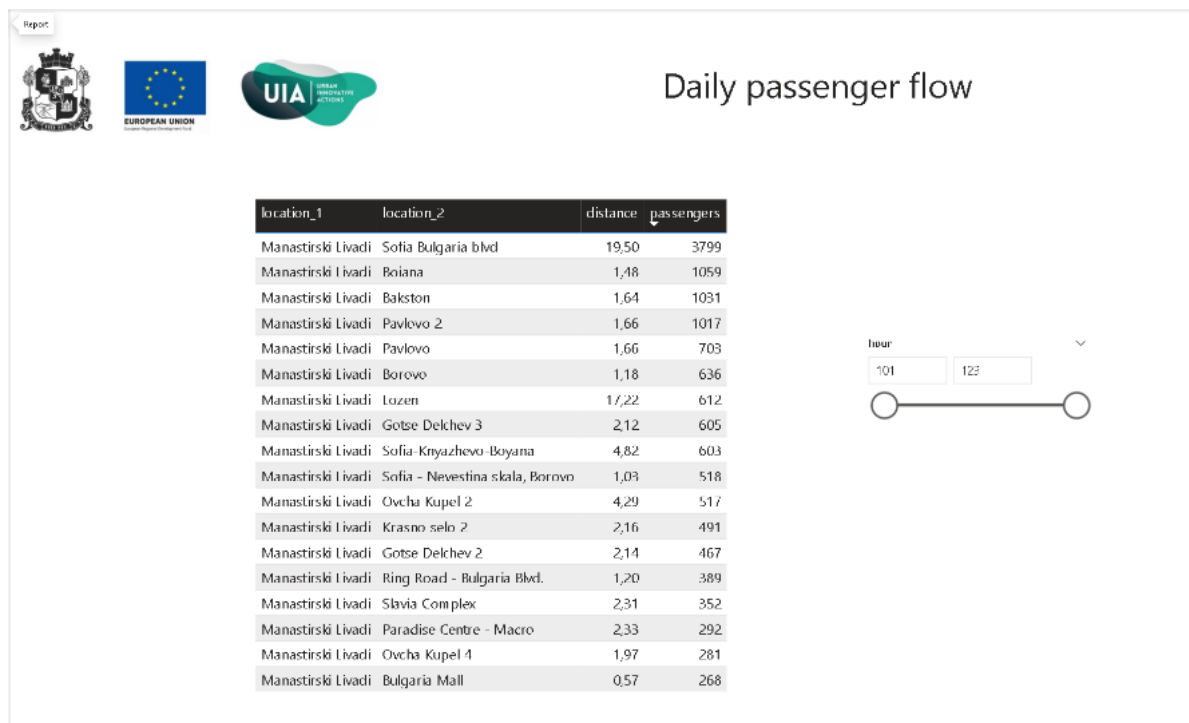 Report
UIA URBAN INNOVATIVE ACTIONS
EUROPEAN UNION
European Regional Development Fund
Daily passenger flow
location_1 location_2 distance passengers
Manastirski Livadi Sofia Bulgaria blvd 19,50 3799
Manastirski Livadi Boiana 1,48 1059
Manastirski Livadi Bakston 1,64 1031
Manastirski Livadi Pavlovo 2 1,66 1017
Manastirski Livadi Pavlovo 1,66 703
Manastirski Livadi Borovo 1,18 636
Manastirski Livadi Lozen 17,22 612
Manastirski Livadi Gotse Delchev 3 2,12 605
Manastirski Livadi Sofia-Knyazhevo-Boyana 4,82 603
Manastirski Livadi Sofia - Nevestina skala, Borovo 1,03 518
Manastirski Livadi Ovcha Kupel 2 4,29 517
Manastirski Livadi Krasno selo 2 2,16 491
Manastirski Livadi Gotse Delchev 2 2,14 467
Manastirski Livadi Ring Road - Bulgaria Blvd. 1,20 389
Manastirski Livadi Slavia Complex 2,31 352
Manastirski Livadi Paradise Centre - Macro 2,33 292
Manastirski Livadi Ovcha Kupel 4 1,97 281
Manastirski Livadi Bulgaria Mall 0,57 268
hour
101 123